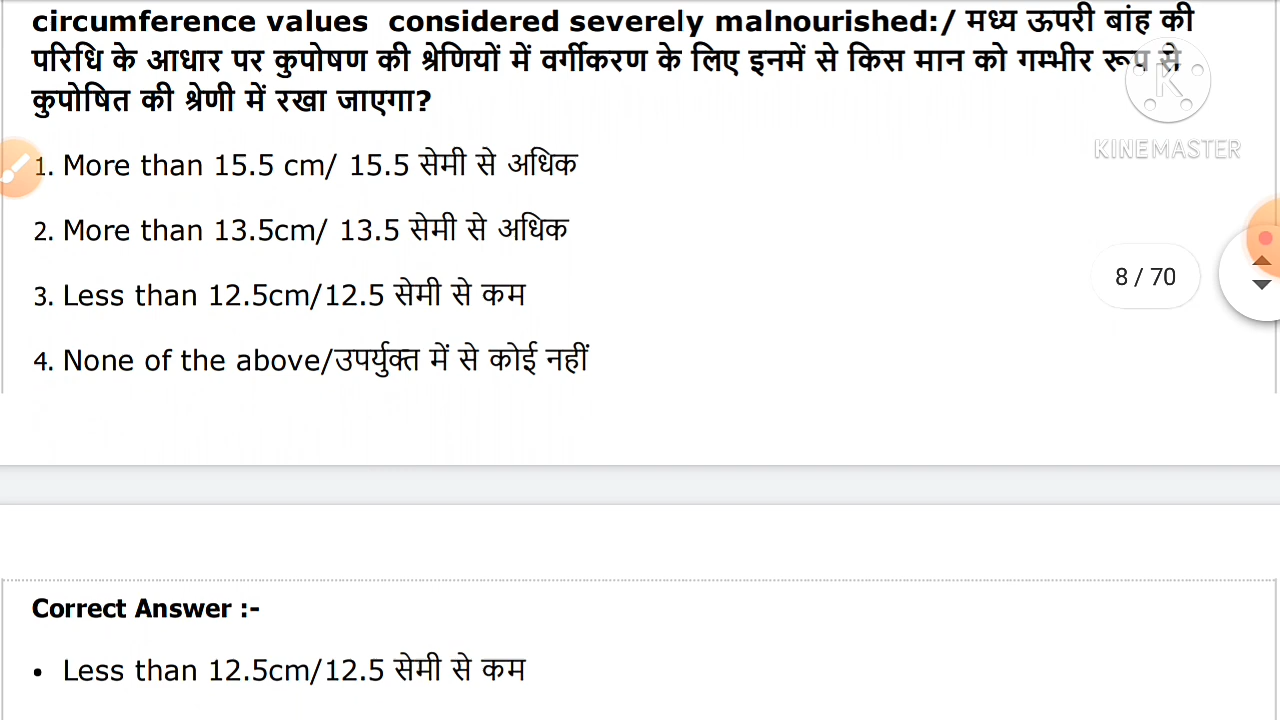 circumference values considered severely malnourished:/ मध्य ऊपरी बांह की
परिधि के आधार पर कुपोषण की श्रेणियों में वर्गीकरण के लिए इनमें से किस मान को गम्भीर रूप से
कुपोषित की श्रेणी में रखा जाएगा?
KINEMASTER
1. More than 15.5 cm/ 15.5 सेमी से अधिक
2. More than 13.5cm/ 13.5 सेमी से अधिक
8 / 70
3. Less than 12.5cm/12.5 सेमी से कम
4. None of the above/उपर्युक्त में से कोई नहीं
Correct Answer :-
• Less than 12.5cm/12.5 सेमी से कम